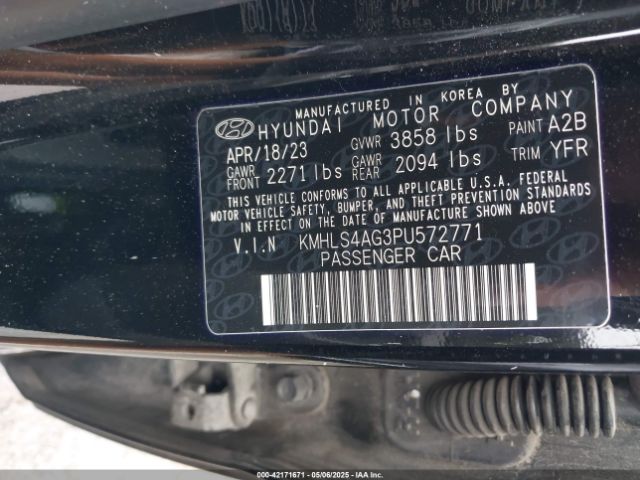 MANUFACTURED IN KOREA BY
HYUNDAI MOTOR COMPANY
APR/18/23 GVWR 3858 lbs PAINT A2B
GAWR FRONT 2271 lbs GAWR REAR 2094 lbs TRIM YFR
THIS VEHICLE CONFORMS TO ALL APPLICABLE U.S.A. FEDERAL
MOTOR VEHICLE SAFETY, BUMPER, AND THEFT PREVENTION STANDARDS
IN EFFECT ON THE DATE OF MANUFACTURE SHOWN ABOVE.
V.I.N KMHLS4AG3PU572771
PASSENGER CAR
000-42171671 05/06/2025 - Copyright © IAA